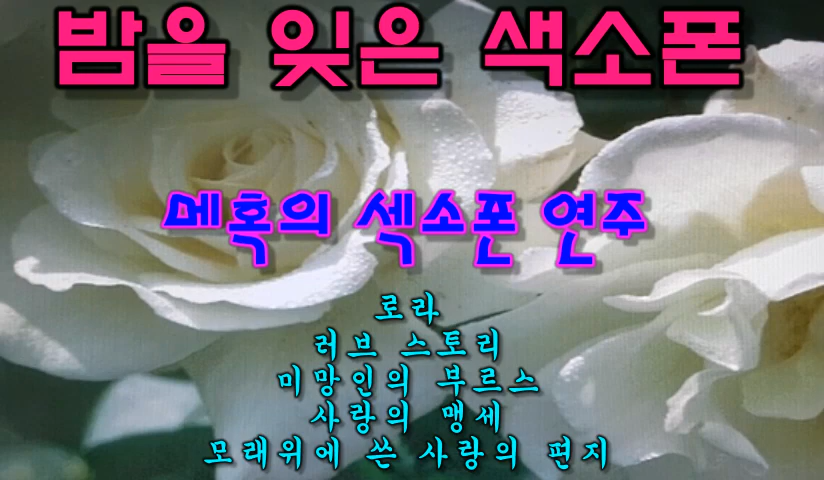 밤을 잊은 색소폰
메혹의 섹소폰 연주
로라
러브 스토리
미망인의 부르스
사랑의 맹세
모래위에 쓴 사랑의 편지